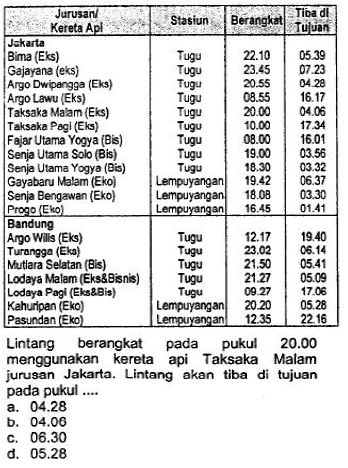 Jurusan/ Kereta Api | Stasiun | Berangkat | Tiba di Tujuan
Jakarta
Bima (Eks) Tugu 22.10 05.39
Gajayana (eks) Tugu 23.45 07.23
Argo Dwipangga (Eks) Tugu 20.55 04.28
Argo Lawu (Eks) Tugu 08.55 16.17
Taksaka Malam (Eks) Tugu 20.00 04.06
Taksaka Pagi (Eks) Tugu 10.00 17.34
Fajar Utama Yogya (Bis) Tugu 08.00 16.01
Senja Utama Solo (Bis) Tugu 19.00 03.56
Senja Utama Yogya (Bis) Tugu 18.30 03.32
Gayabaru Malam (Eko) Lempuyangan 19.42 06.37
Senja Bengawan (Eko) Lempuyangan 18.08 03.30
Progo (Eko) Lempuyangan 16.45 01.41
Bandung
Argo Wilis (Eks) Tugu 12.17 19.40
Turangga (Eks) Tugu 23.02 06.14
Mutiara Selatan (Bis) Tugu 21.50 05.41
Lodaya Malam (Eks&Bisnis) Tugu 21.27 05.09
Lodaya Pagi (Eks&Bis) Tugu 09.27 17.06
Kahuripan (Eko) Lempuyangan 20.20 05.28
Pasundan (Eko) Lempuyangan 12.35 22.16
Lintang berangkat pada pukul 20.00
menggunakan kereta api Taksaka Malam
jurusan Jakarta. Lintang akan tiba di tujuan
pada pukul ....
a. 04.28
b. 04.06
c. 06.30
d. 05.28